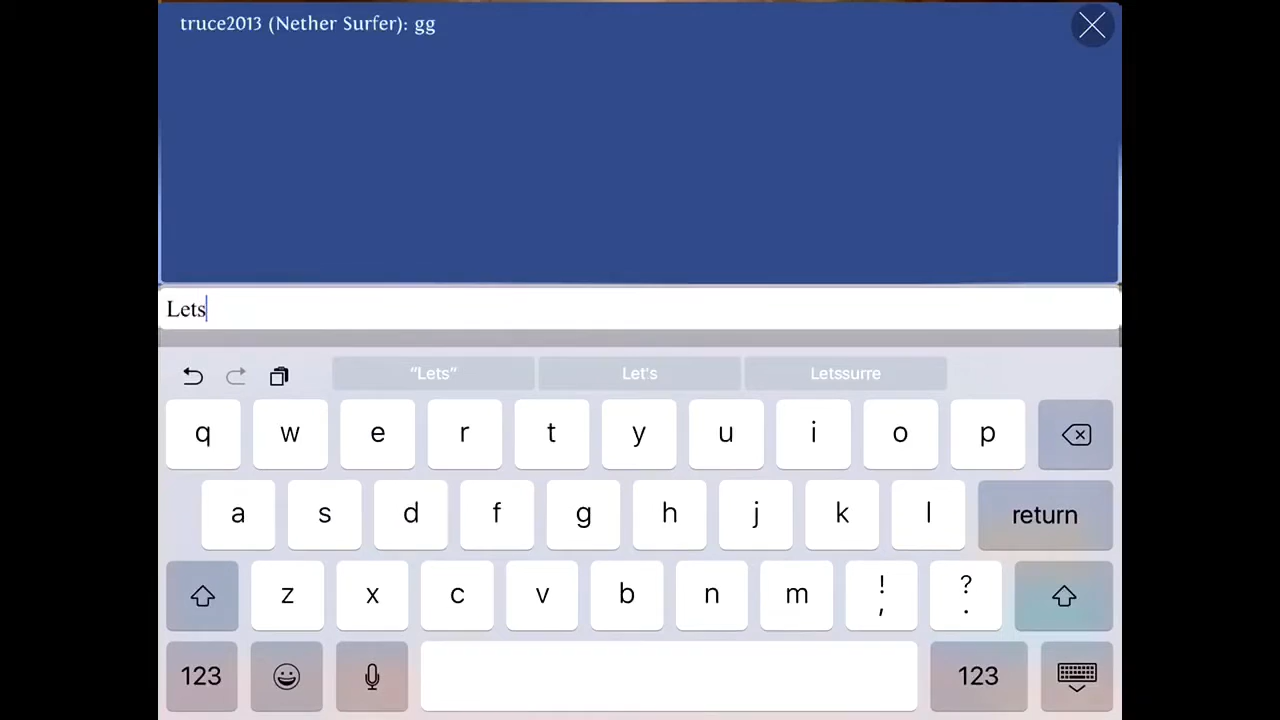 truce2013 (Nether Surfer): gg
Lets
“Lets” Let's Letssurre
q w e r t y u i o p
a s d f g h j k l return
z x c v b n m ! , ? .
123 123